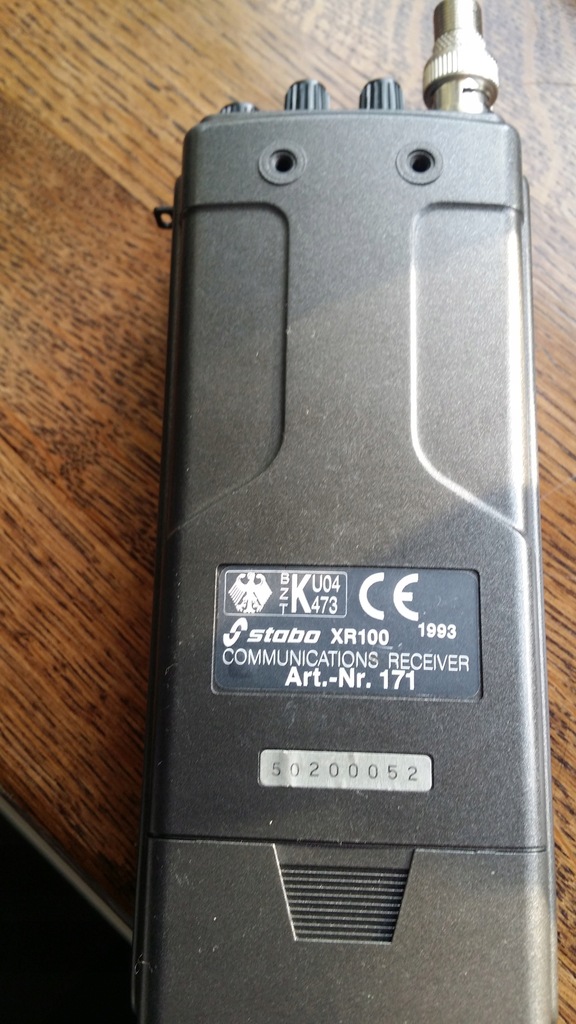 BZT K U04 473 CE
stabo XR100 1993
COMMUNICATIONS RECEIVER
Art.-Nr. 171
50200052